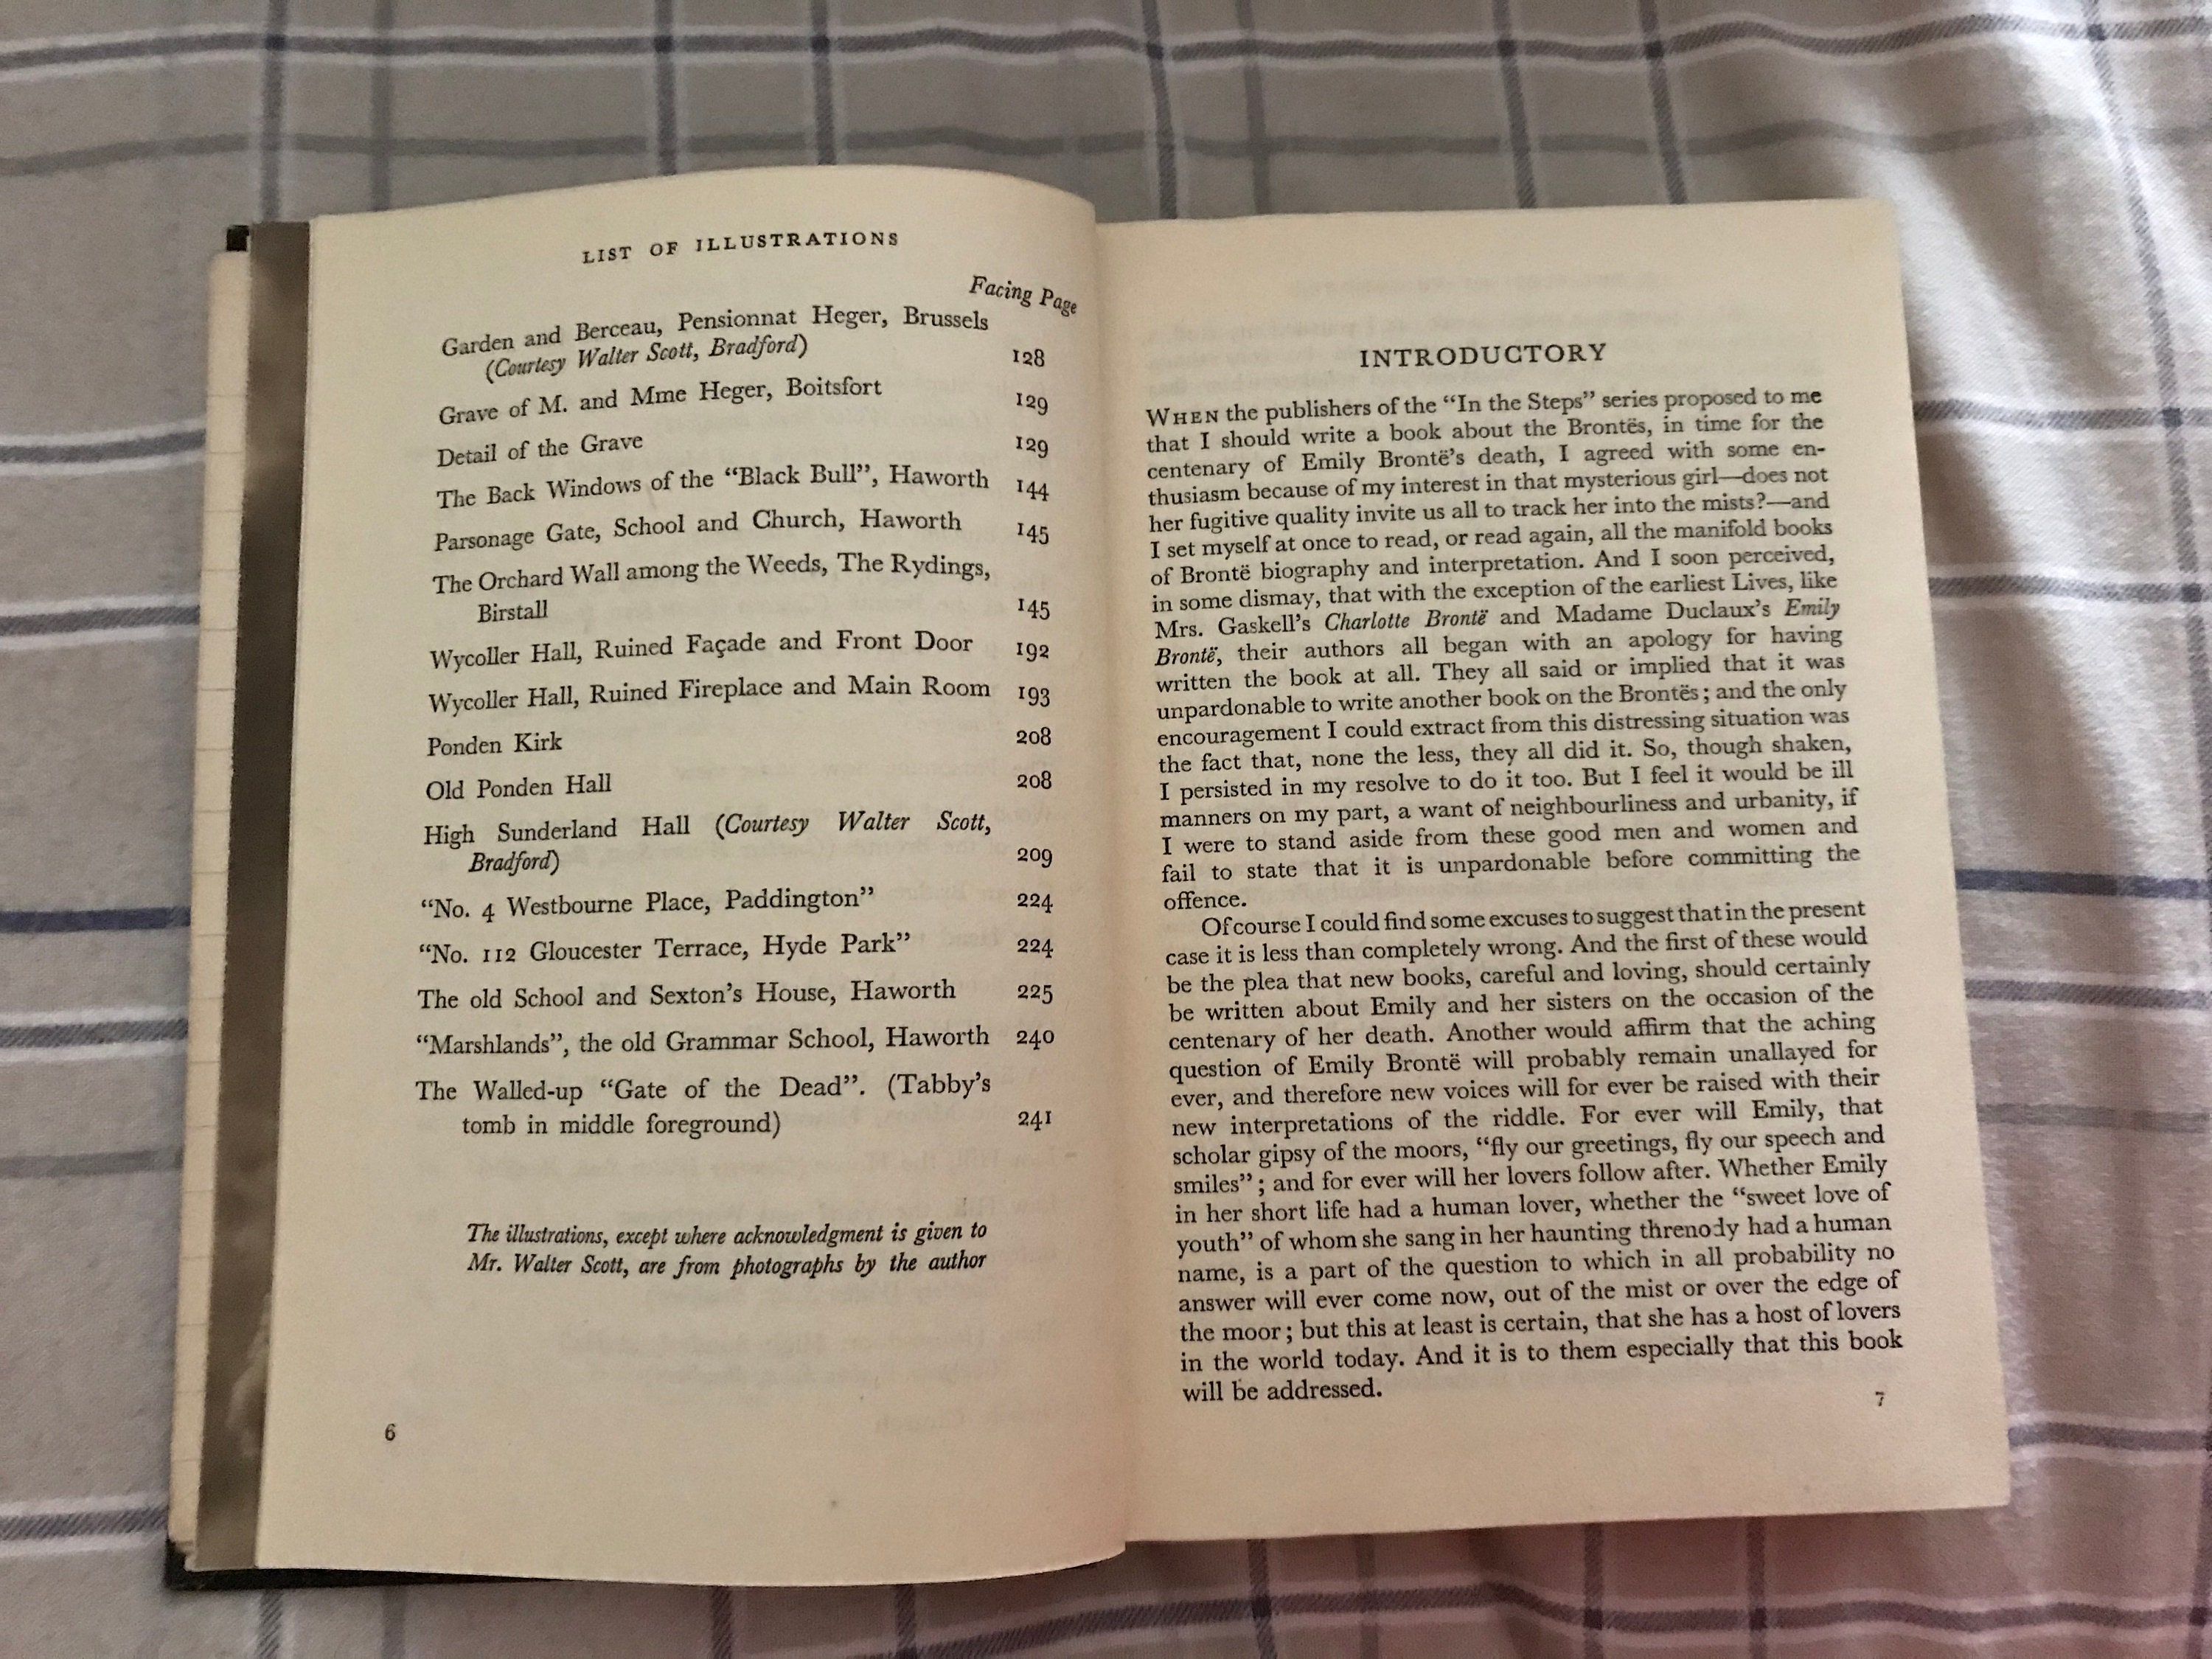 LIST OF ILLUSTRATIONS
Facing Page
Garden and Berceau, Pensionnat Heger, Brussels
(Courtesy Walter Scott, Bradford) 128
Grave of M. and Mme Heger, Boitsfort 129
Detail of the Grave 129
The Back Windows of the “Black Bull”, Haworth 144
Parsonage Gate, School and Church, Haworth 145
The Orchard Wall among the Weeds, The Rydings,
Birstall 145
Wycoller Hall, Ruined Façade and Front Door 192
Wycoller Hall, Ruined Fireplace and Main Room 193
Ponden Kirk 208
Old Ponden Hall 208
High Sunderland Hall (Courtesy Walter Scott,
Bradford) 209
“No. 4 Westbourne Place, Paddington” 224
“No. 112 Gloucester Terrace, Hyde Park” 224
The old School and Sexton’s House, Haworth 225
“Marshlands”, the old Grammar School, Haworth 240
The Walled-up “Gate of the Dead”. (Tabby’s
tomb in middle foreground) 241
The illustrations, except where acknowledgment is given to
Mr. Walter Scott, are from photographs by the author
6
INTRODUCTORY
WHEN the publishers of the “In the Steps” series proposed to me
that I should write a book about the Brontës, in time for the
centenary of Emily Brontë’s death, I agreed with some en-
thusiasm because of my interest in that mysterious girl—does not
her fugitive quality invite us all to track her into the mists?—and
I set myself at once to read, or read again, all the manifold books
of Brontë biography and interpretation. And I soon perceived,
in some dismay, that with the exception of the earliest Lives, like
Mrs. Gaskell’s Charlotte Brontë and Madame Duclaux’s Emily
Brontë, their authors all began with an apology for having
written the book at all. They all said or implied that it was
unpardonable to write another book on the Brontës; and the only
encouragement I could extract from this distressing situation was
the fact that, none the less, they all did it. So, though shaken,
I persisted in my resolve to do it too. But I feel it would be ill
manners on my part, a want of neighbourliness and urbanity, if
I were to stand aside from these good men and women and
fail to state that it is unpardonable before committing the
offence.
Of course I could find some excuses to suggest that in the present
case it is less than completely wrong. And the first of these would
be the plea that new books, careful and loving, should certainly
be written about Emily and her sisters on the occasion of the
centenary of her death. Another would affirm that the aching
question of Emily Brontë will probably remain unallayed for
ever, and therefore new voices will for ever be raised with their
new interpretations of the riddle. For ever will Emily, that
scholar gipsy of the moors, “fly our greetings, fly our speech and
smiles”; and for ever will her lovers follow after. Whether Emily
in her short life had a human lover, whether the “sweet love of
youth” of whom she sang in her haunting threnody had a human
name, is a part of the question to which in all probability no
answer will ever come now, out of the mist or over the edge of
the moor; but this at least is certain, that she has a host of lovers
in the world today. And it is to them especially that this book
will be addressed.
7